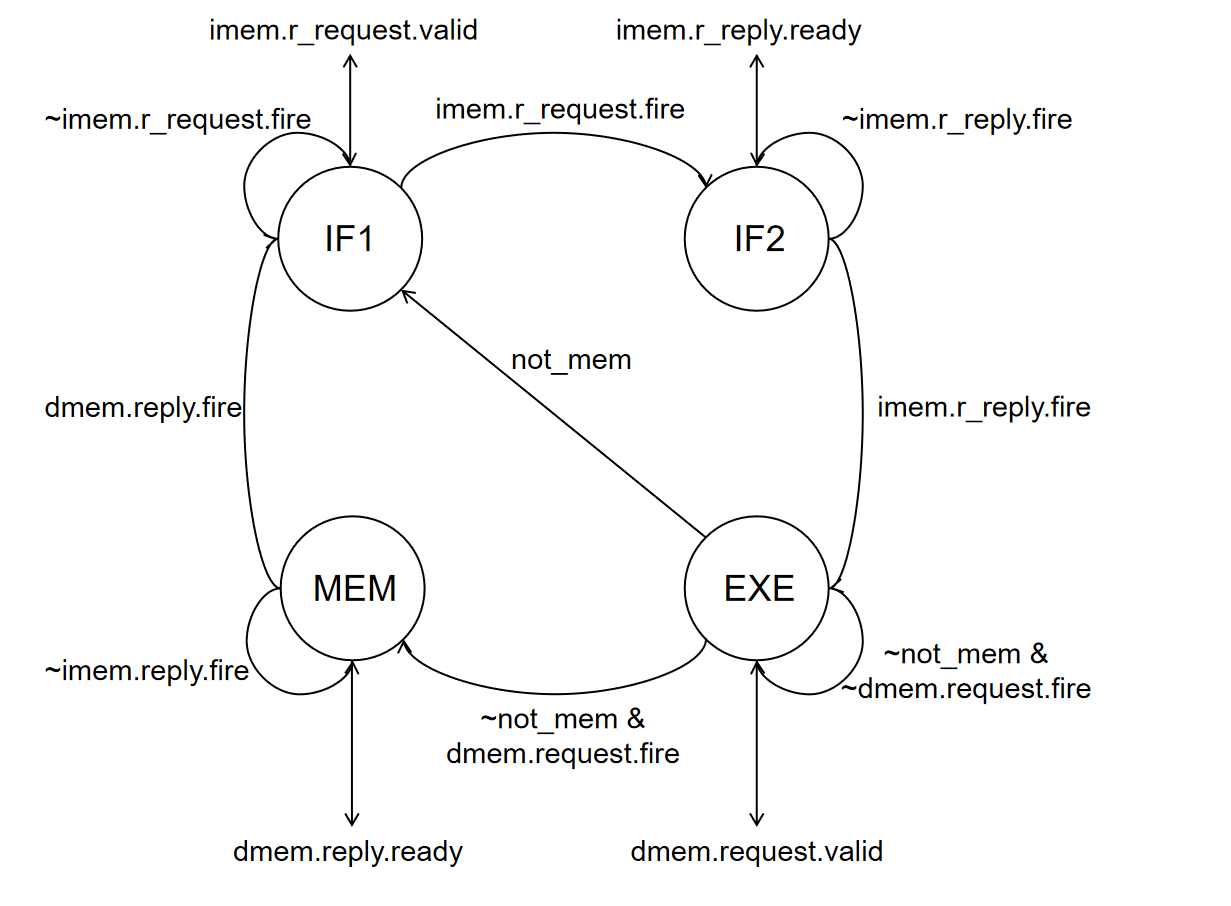 imem.r_request.valid
imem.r_reply.ready
~imem.r_request.fire
imem.r_request.fire
~imem.r_reply.fire
IF1
IF2
not_mem
dmem.reply.fire
imem.r_reply.fire
MEM
EXE
~imem.reply.fire
~not_mem &
~dmem.request.fire
~not_mem &
dmem.request.fire
dmem.reply.ready
dmem.request.valid